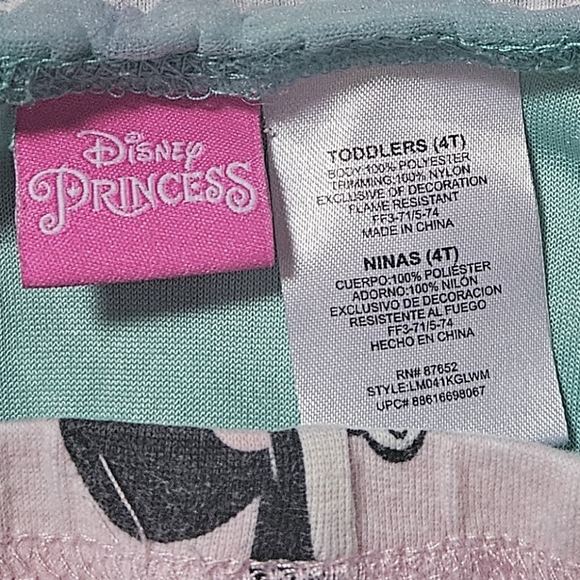 Disney
PRINCESS
TODDLERS (4T)
BODY:100% POLYESTER
TRIMMING:100% NYLON
EXCLUSIVE OF DECORATION
FLAME RESISTANT
FF3-71/5-74
MADE IN CHINA
NINAS (4T)
CUERPO:100% POLIÉSTER
ADORNO:100% NILÓN
EXCLUSIVO DE DECORACION
RESISTENTE AL FUEGO
FF3-71/5-74
HECHO EN CHINA
RN# 87652
STYLE:LM041KGLWM
UPC# 88616698067